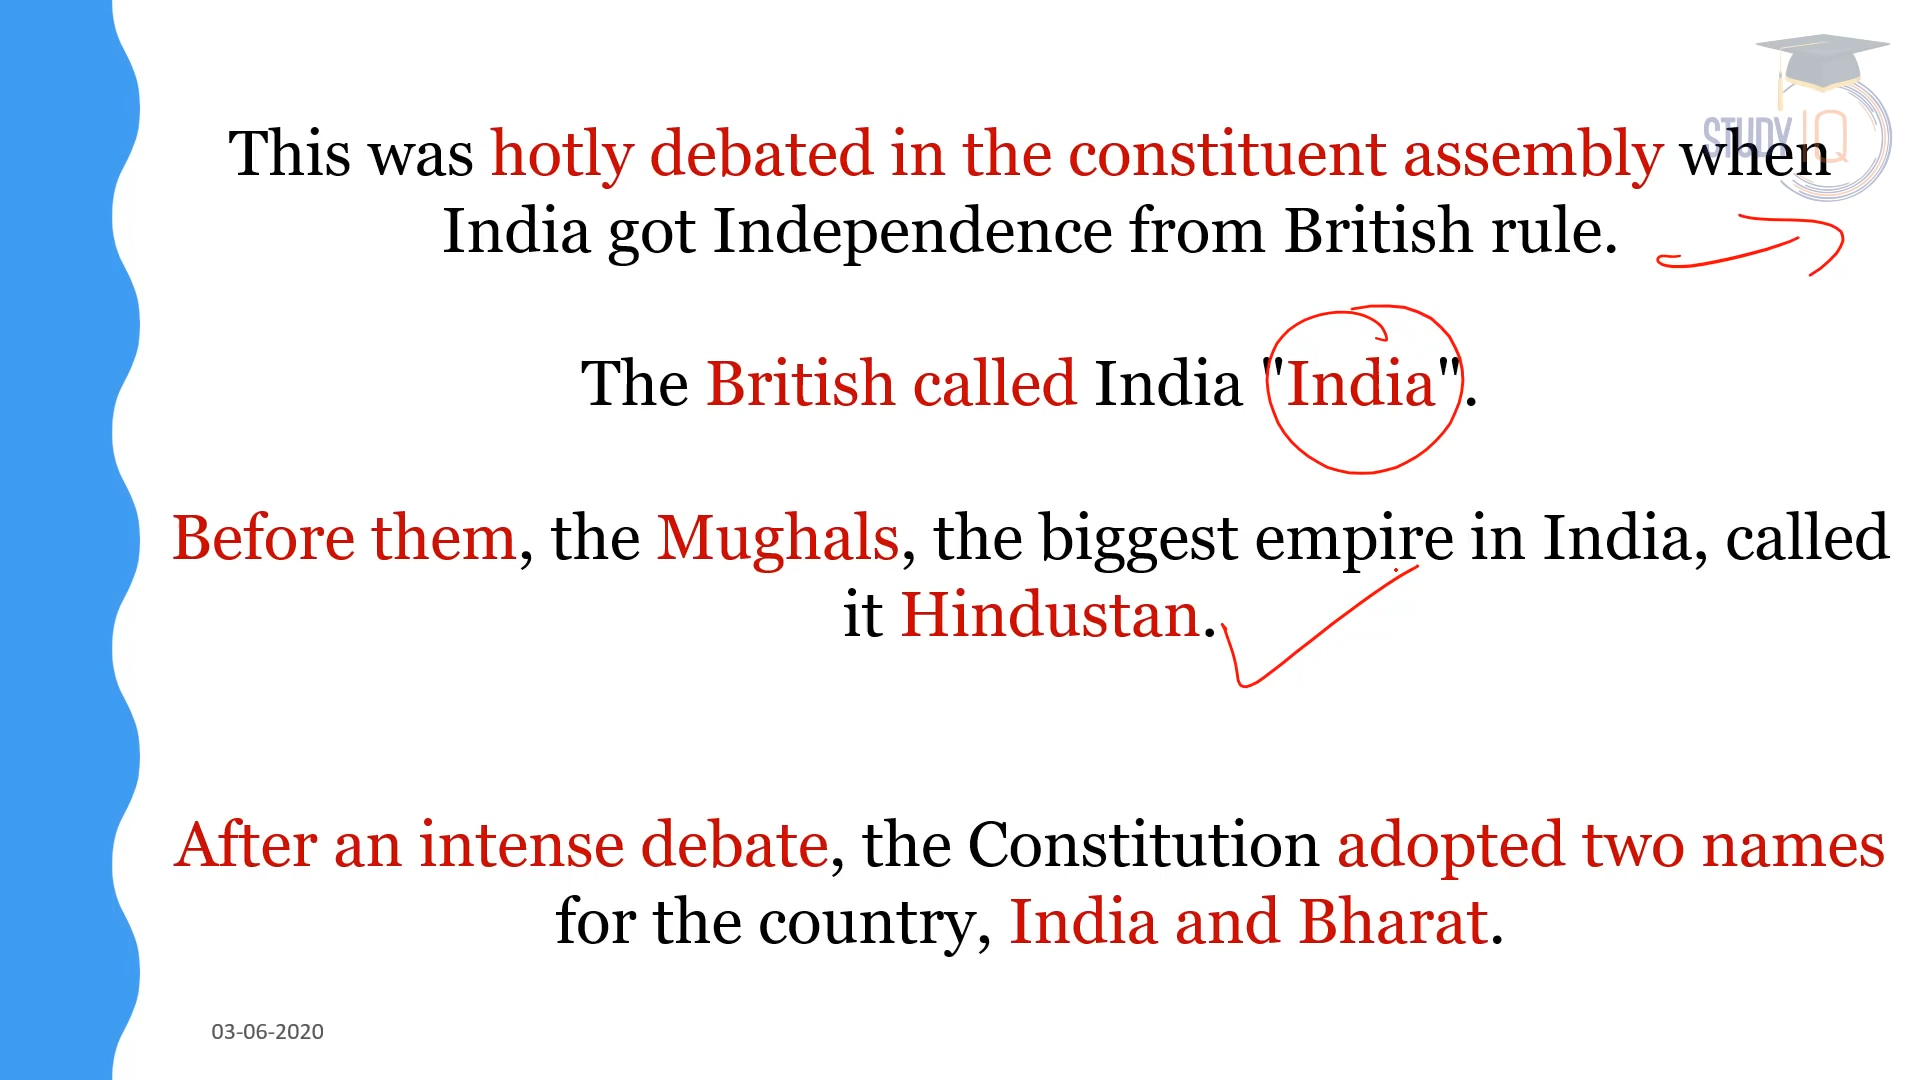 STUDY IQ
This was hotly debated in the constituent assembly when
India got Independence from British rule.
The British called India "India".
Before them, the Mughals, the biggest empire in India, called
it Hindustan.
After an intense debate, the Constitution adopted two names
for the country, India and Bharat.
03-06-2020